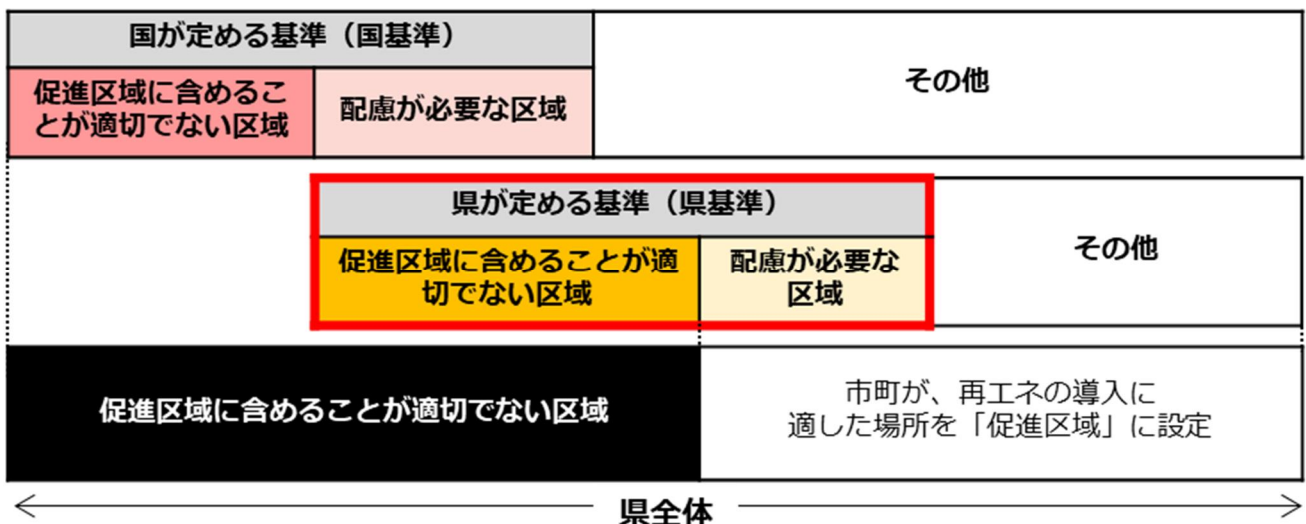 国が定める基準（国基準）
その他
促進区域に含めるこ
とが適切でない区域
配慮が必要な区域
県が定める基準（県基準）
その他
促進区域に含めることが適
切でない区域
配慮が必要な
区域
促進区域に含めることが適切でない区域
市町が、再エネの導入に
適した場所を「促進区域」に設定
県全体